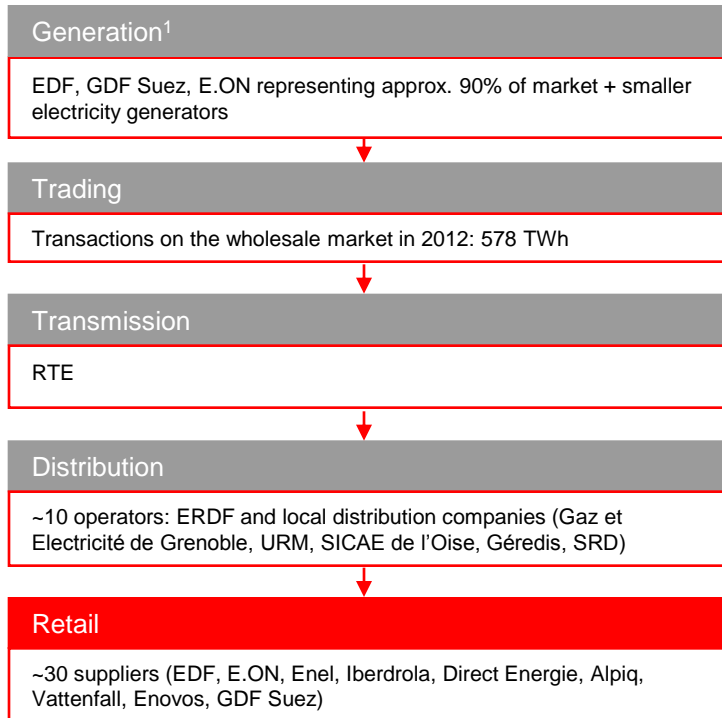 Generation¹
EDF, GDF Suez, E.ON representing approx. 90% of market + smaller
electricity generators
Trading
Transactions on the wholesale market in 2012: 578 TWh
Transmission
RTE
Distribution
~10 operators: ERDF and local distribution companies (Gaz et
Electricité de Grenoble, URM, SICAE de l’Oise, Géredis, SRD)
Retail
~30 suppliers (EDF, E.ON, Enel, Iberdrola, Direct Energie, Alpiq,
Vattenfall, Enovos, GDF Suez)